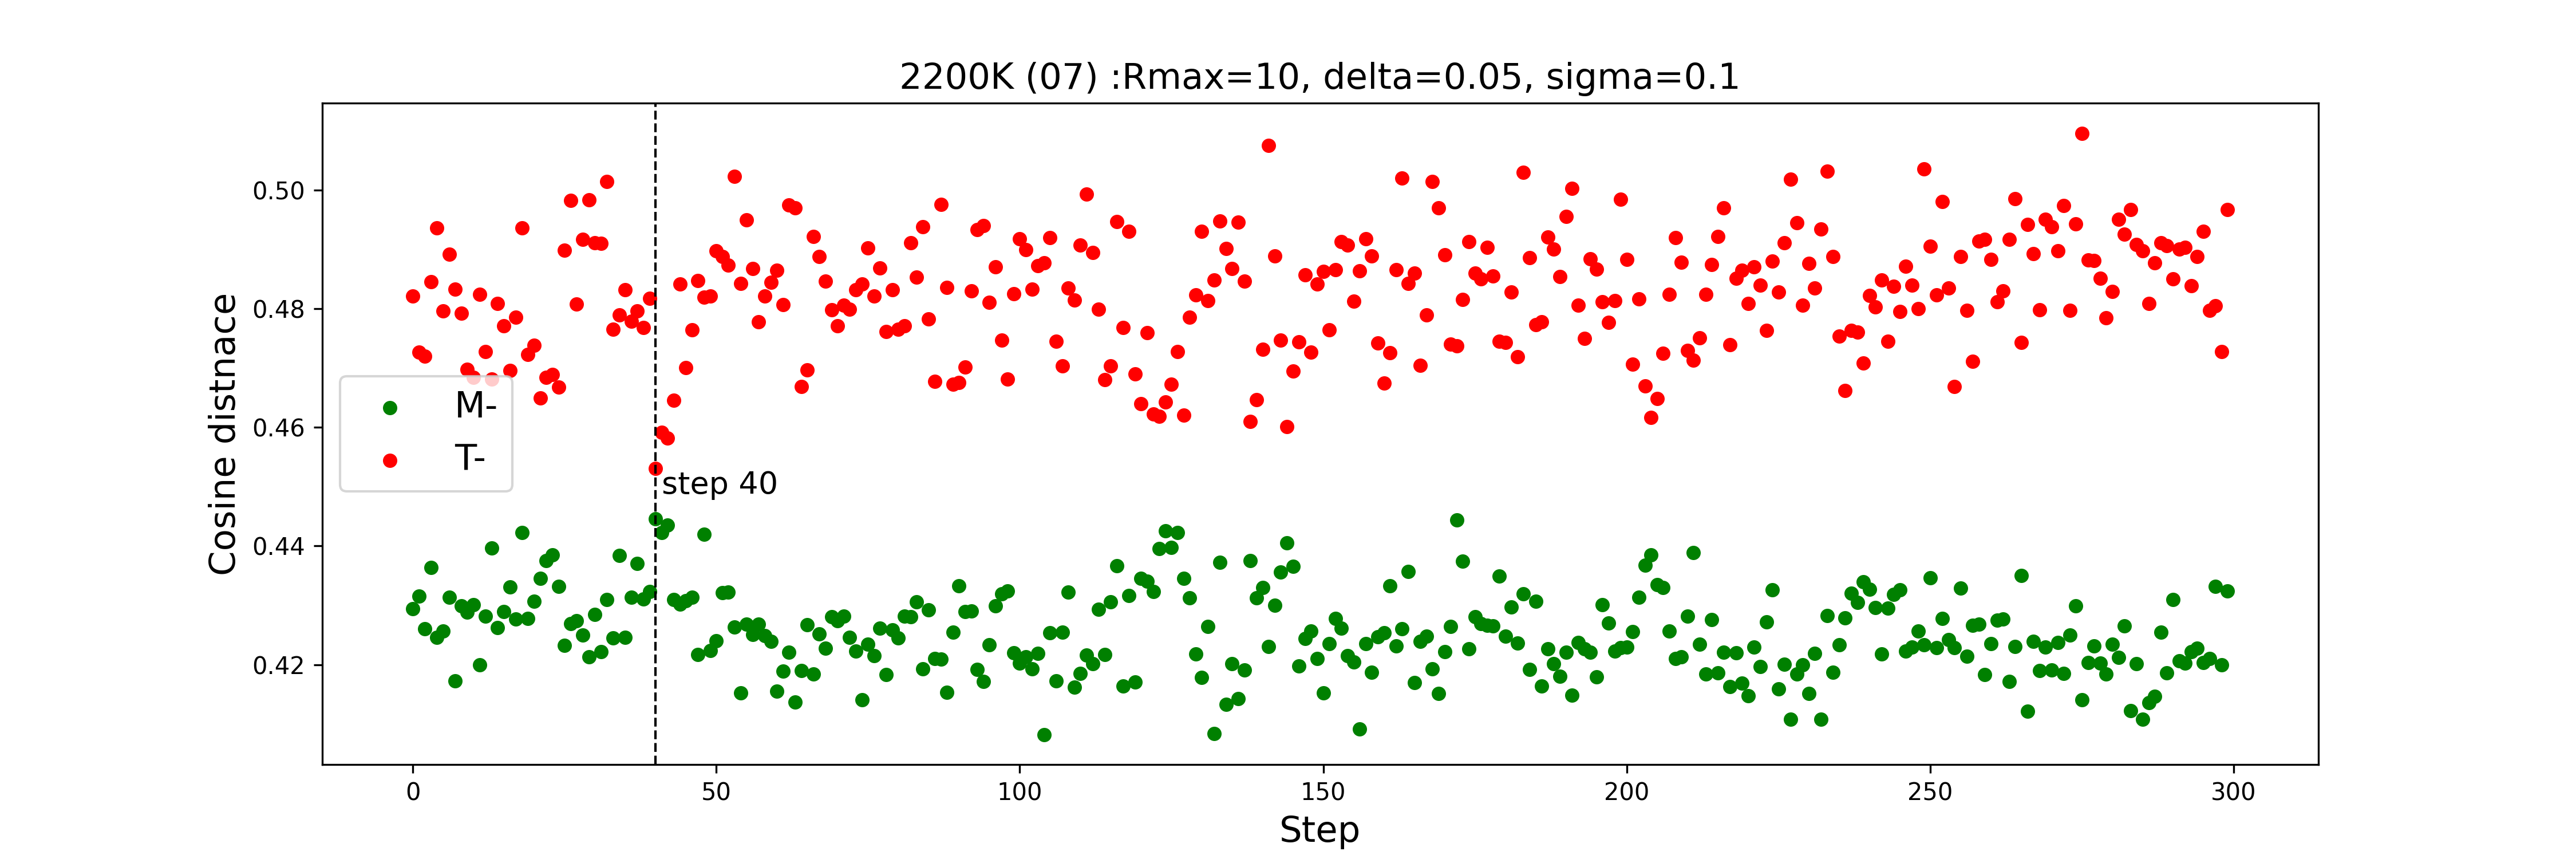 2200K (07) :Rmax=10, delta=0.05, sigma=0.1
Cosine distnace
0.50
0.48
0.46
0.44
0.42
M-
T-
step 40
0
50
100
150
200
250
300
Step